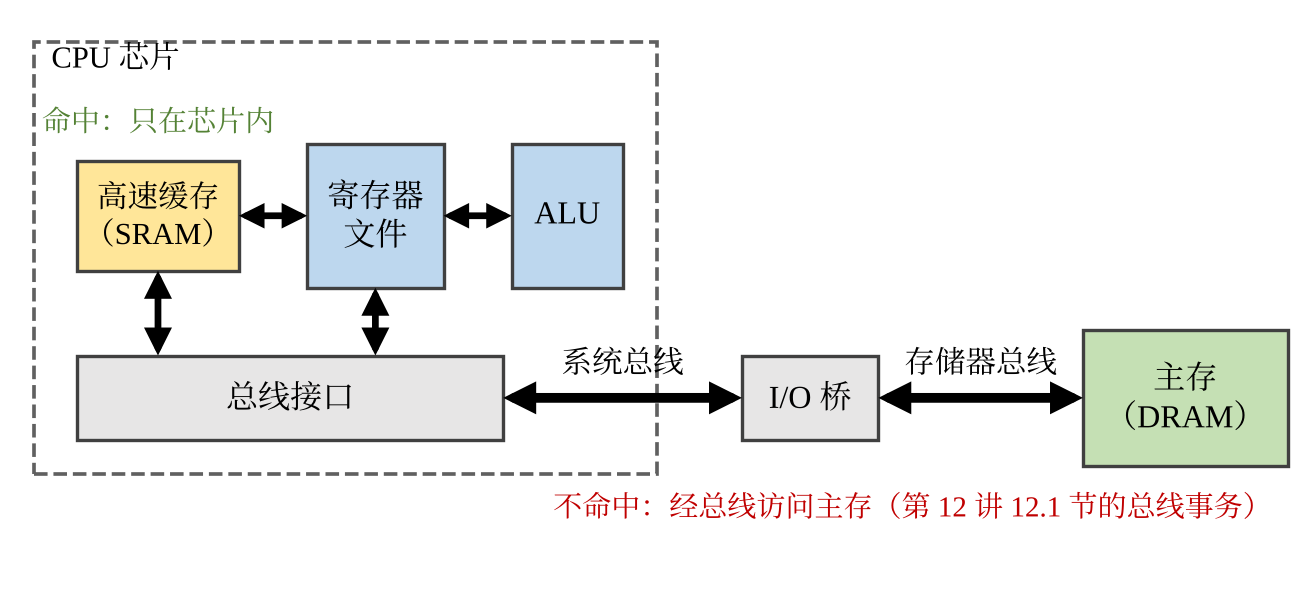 CPU 芯片
命中：只在芯片内
高速缓存
（SRAM）
寄存器
文件
ALU
总线接口
系统总线
I/O 桥
存储器总线
主存
（DRAM）
不命中：经总线访问主存（第 12 讲 12.1 节的总线事务）